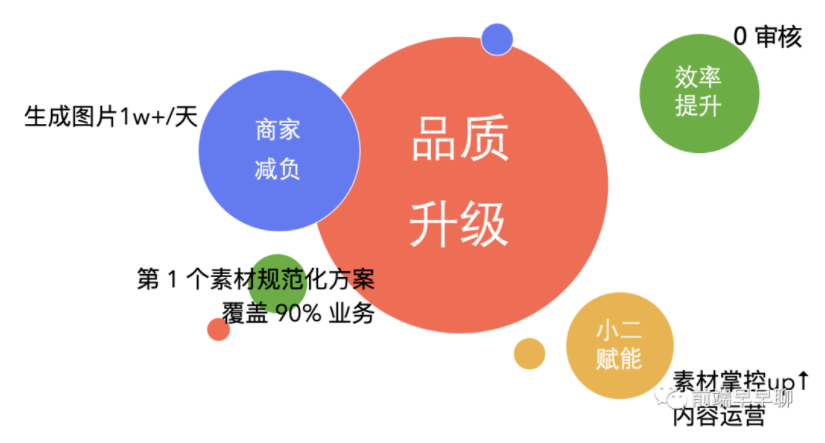 0 审核
效率
提升
生成图片1w+/天
商家
减负
品质
升级
第 1 个素材规范化方案
覆盖 90% 业务
小二
赋能
素材掌控up↑
前端早早聊
内容运营